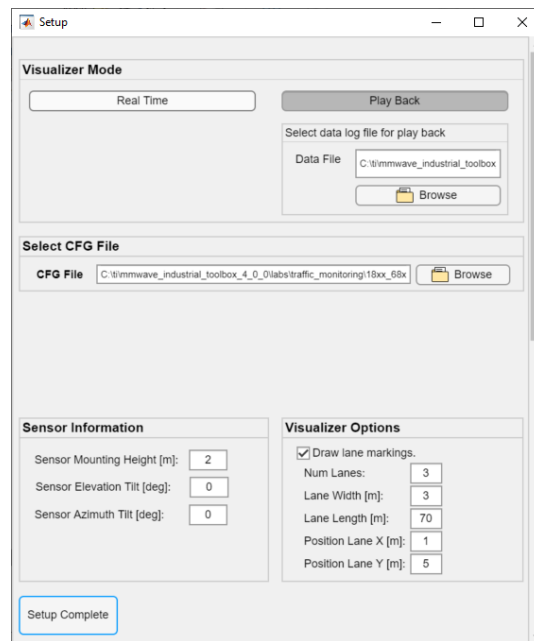 Setup
Visualizer Mode
Real Time
Play Back
Select data log file for play back
Data File
C:\ti\mmwave_industrial_toolbox
Browse
Select CFG File
CFG File
C:\ti\mmwave_industrial_toolbox_4_0_0\labs\traffic_monitoring\18xx_68x
Browse
Sensor Information
Sensor Mounting Height [m]: 2
Sensor Elevation Tilt [deg]: 0
Sensor Azimuth Tilt [deg]: 0
Visualizer Options
Draw lane markings.
Num Lanes: 3
Lane Width [m]: 3
Lane Length [m]: 70
Position Lane X [m]: 1
Position Lane Y [m]: 5
Setup Complete